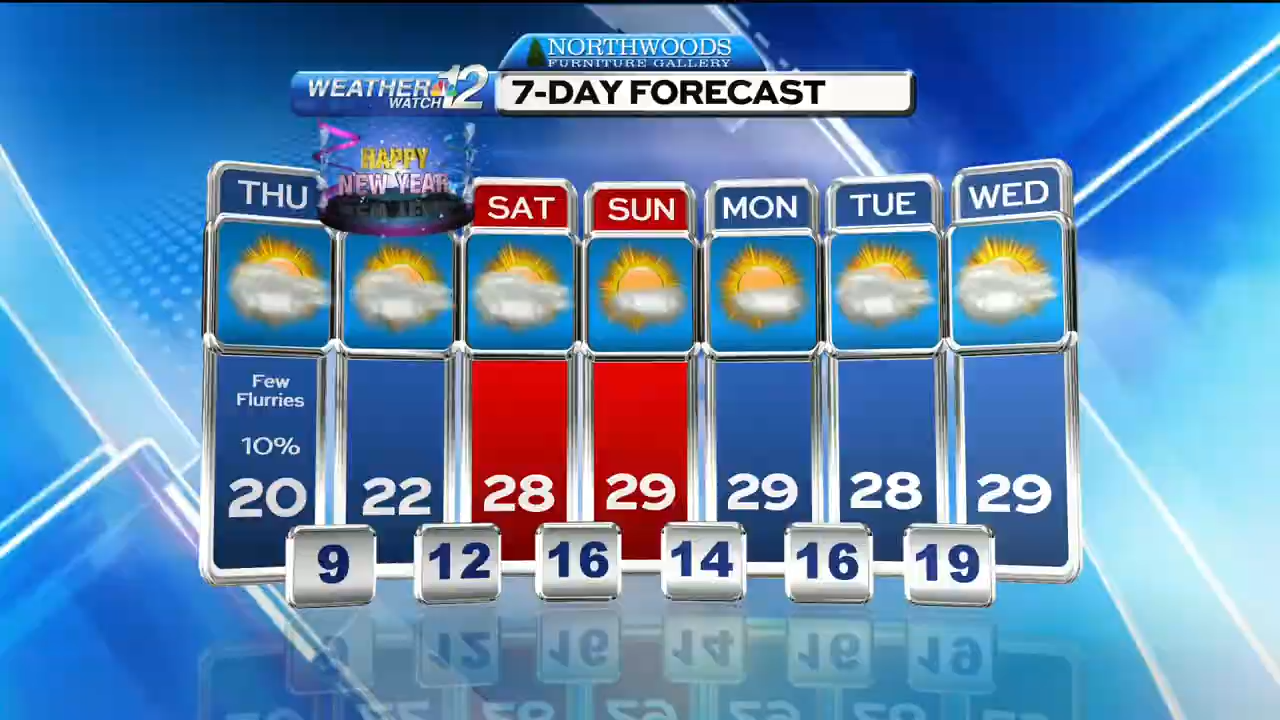 NORTHWOODS
FURNITURE GALLERY
WEATHER 12
WATCH
7-DAY FORECAST
HAPPY
NEW YEAR
THU
SAT
SUN
MON
TUE
WED
Few
Flurries
10%
20
22
28
29
29
28
29
9
12
16
14
16
19